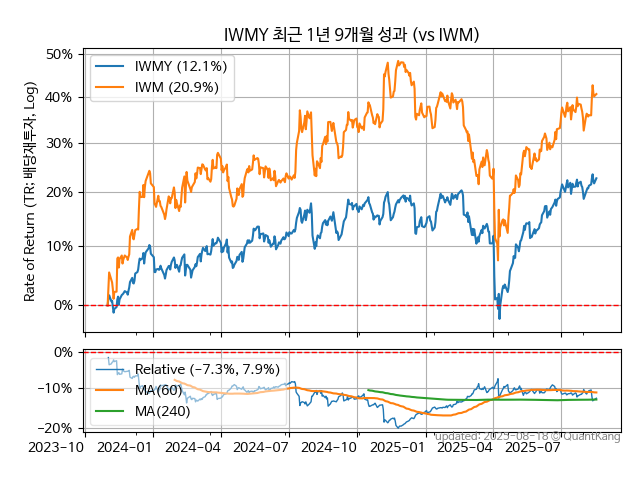 IWMY 최근 1년 9개월 성과 (vs IWM)
Rate of Return (TR: 배당재투자, Log)
50%
40%
30%
20%
10%
0%
IWMY (12.1%)
IWM (20.9%)
0%
−10%
−20%
Relative (−7.3%, 7.9%)
MA(60)
MA(240)
2023−10 2024−01 2024−04 2024−07 2024−10 2025−01 2025−04 2025−07
updated: 2025−08−18 © QuantKang